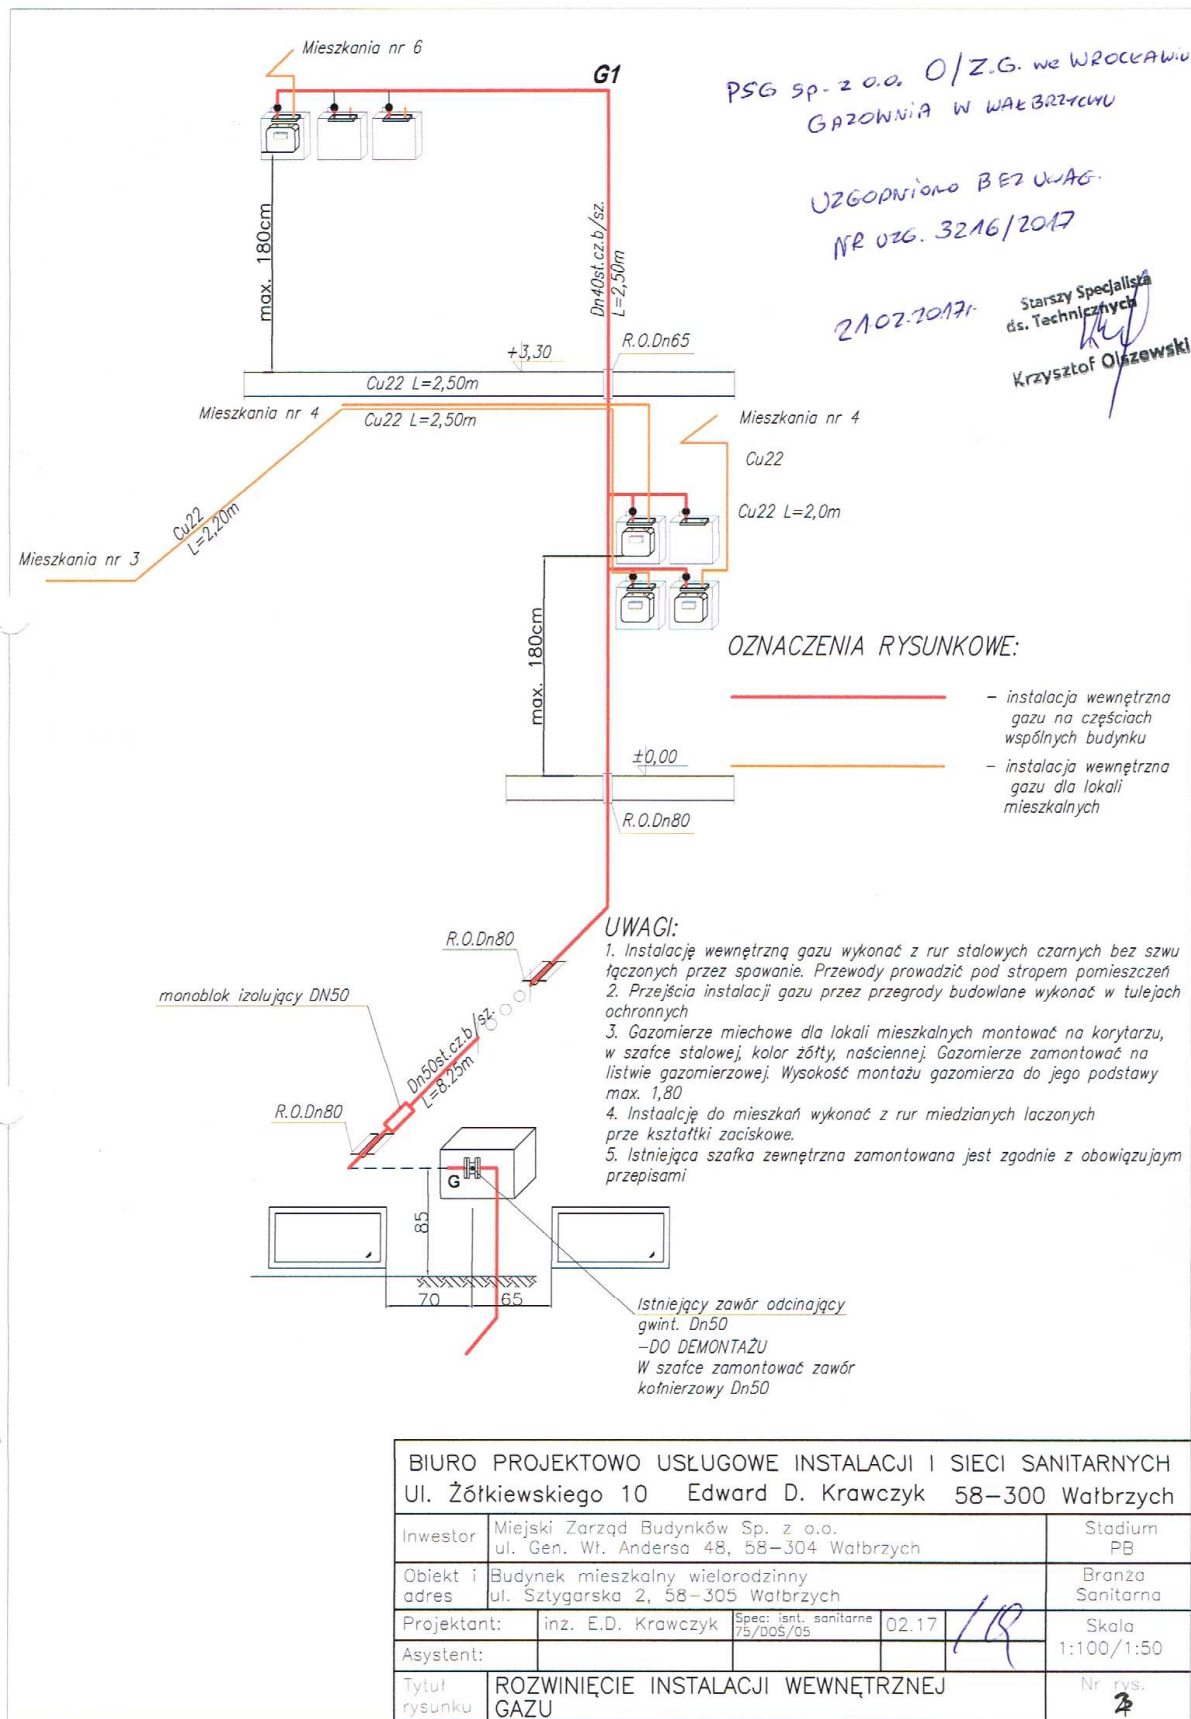 Mieszkania nr 6
G1
PSG Sp. z o.o. O/Z.G. we WROCŁAWIU
GAZOWNIA W WAŁBRZYCHU
UZGODNIONO BEZ UWAG.
NR UZG. 3216/2017
21.02.2017r.
Starszy Specjalista
ds. Technicznych
Krzysztof Olszewski
max. 180cm
Dn40st.cz.b/sz.
L=2,50m
+3,30
R.O.Dn65
Cu22 L=2,50m
Mieszkania nr 4
Cu22 L=2,50m
Mieszkania nr 4
Cu22
Cu22 L=2,0m
Cu22
L=2,20m
Mieszkania nr 3
max. 180cm
OZNACZENIA RYSUNKOWE:
- instalacja wewnętrzna
gazu na częściach
wspólnych budynku
- instalacja wewnętrzna
gazu dla lokali
mieszkalnych
±0,00
R.O.Dn80
R.O.Dn80
UWAGI:
1. Instalację wewnętrzną gazu wykonać z rur stalowych czarnych bez szwu
łączonych przez spawanie. Przewody prowadzić pod stropem pomieszczeń
2. Przejścia instalacji gazu przez przegrody budowlane wykonać w tulejach
ochronnych
3. Gazomierze miechowe dla lokali mieszkalnych montować na korytarzu,
w szafce stalowej, kolor żółty, naściennej. Gazomierze zamontować na
listwie gazomierzowej. Wysokość montażu gazomierza do jego podstawy
max. 1,80
4. Instaalcję do mieszkań wykonać z rur miedzianych laczonych
prze kształtki zaciskowe.
5. Istniejąca szafka zewnętrzna zamontowana jest zgodnie z obowiązujajym
przepisami
monoblok izolujący DN50
Dn50st.cz.b/sz.
L=8.25m
R.O.Dn80
G
85
70
65
Istniejący zawór odcinający
gwint. Dn50
-DO DEMONTAŻU
W szafce zamontować zawór
kołnierzowy Dn50
BIURO PROJEKTOWO USŁUGOWE INSTALACJI I SIECI SANITARNYCH
Ul. Żółkiewskiego 10 Edward D. Krawczyk 58-300 Wałbrzych
Inwestor
Miejski Zarząd Budynków Sp. z o.o.
ul. Gen. Wł. Andersa 48, 58-304 Wałbrzych
Stadium
PB
Obiekt i
adres
Budynek mieszkalny wielorodzinny
ul. Sztygarska 2, 58-305 Wałbrzych
Branża
Sanitarna
Projektant:
inż. E.D. Krawczyk
Spec: isnt. sanitarne
75/DOŚ/05
02.17
Skala
1:100/1:50
Asystent:
Tytuł
rysunku
ROZWINIĘCIE INSTALACJI WEWNĘTRZNEJ
GAZU
Nr rys.